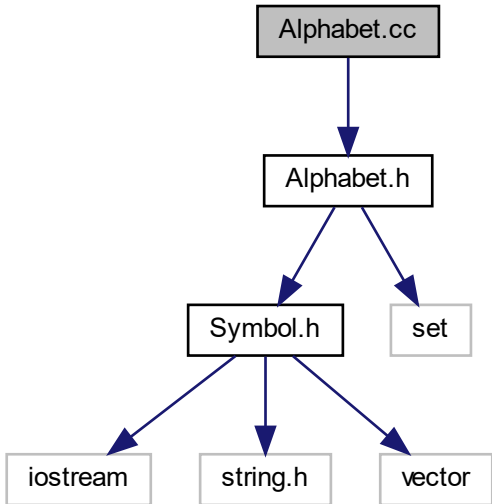 Alphabet.cc
Alphabet.h
Symbol.h
set
iostream
string.h
vector